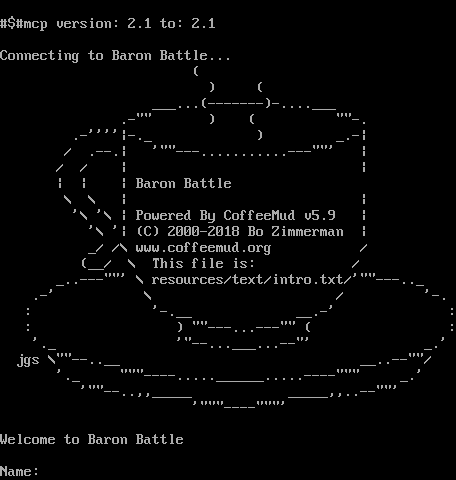 #$#mcp version: 2.1 to: 2.1
Connecting to Baron Battle...
Baron Battle
Powered By CoffeeMud v5.9
(C) 2000-2018 Bo Zimmerman
www.coffeemud.org
This file is:
resources/text/intro.txt
jgs
Welcome to Baron Battle
Name: